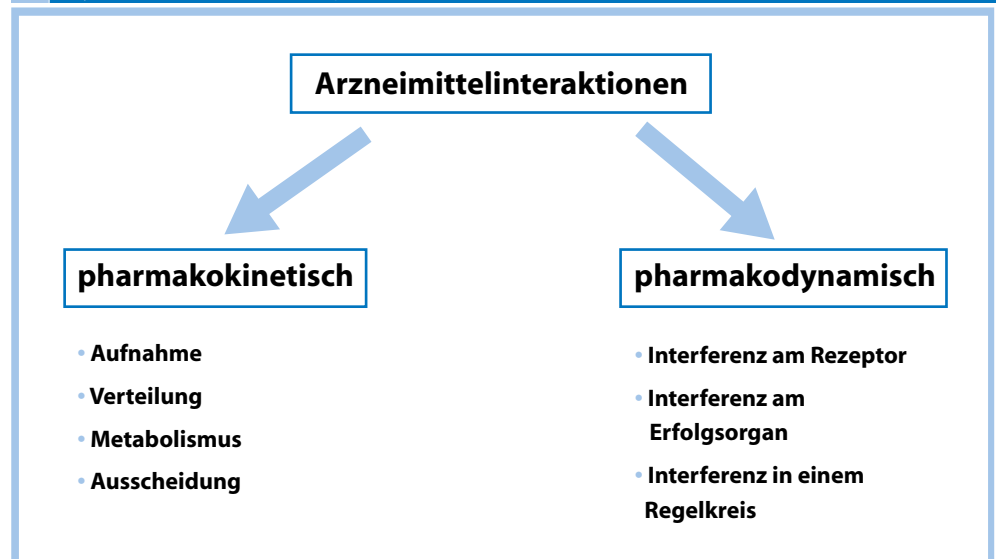 Arzneimittelinteraktionen
pharmakokinetisch
• Aufnahme
• Verteilung
• Metabolismus
• Ausscheidung
pharmakodynamisch
• Interferenz am Rezeptor
• Interferenz am
Erfolgsorgan
• Interferenz in einem
Regelkreis